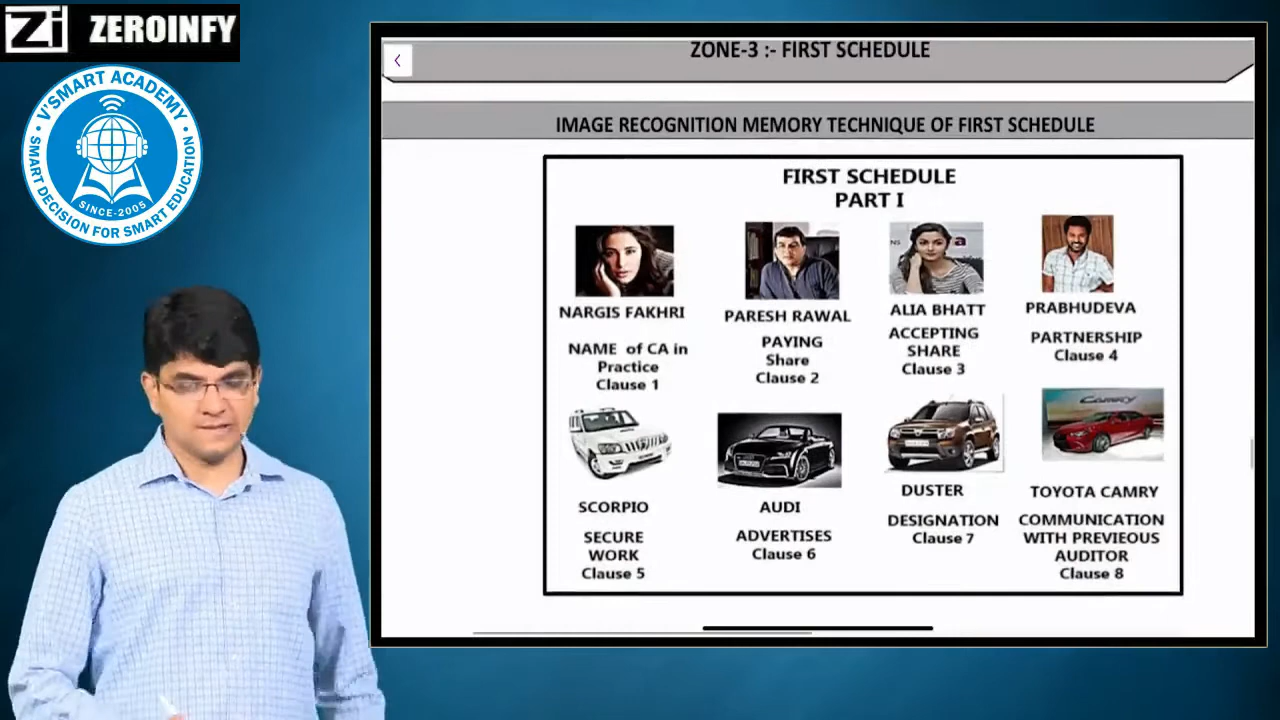 Zi ZEROINFY
V'SMART ACADEMY
SMART DECISION FOR SMART EDUCATION
SINCE-2005
ZONE-3 :- FIRST SCHEDULE
IMAGE RECOGNITION MEMORY TECHNIQUE OF FIRST SCHEDULE
FIRST SCHEDULE
PART I
NARGIS FAKHRI
NAME of CA in
Practice
Clause 1
PARESH RAWAL
PAYING
Share
Clause 2
ALIA BHATT
ACCEPTING
SHARE
Clause 3
PRABHUDEVA
PARTNERSHIP
Clause 4
SCORPIO
SECURE
WORK
Clause 5
AUDI
ADVERTISES
Clause 6
DUSTER
DESIGNATION
Clause 7
Camry
TOYOTA CAMRY
COMMUNICATION
WITH PREVIEOUS
AUDITOR
Clause 8